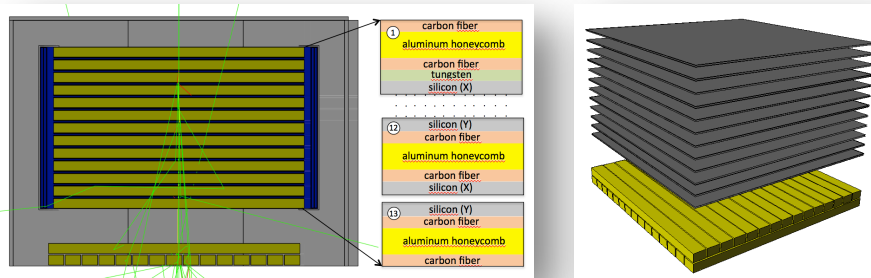 carbon fiber
1
aluminum honeycomb
carbon fiber
tungsten
silicon (X)
silicon (Y)
12
carbon fiber
aluminum honeycomb
carbon fiber
silicon (X)
silicon (Y)
13
carbon fiber
aluminum honeycomb
carbon fiber